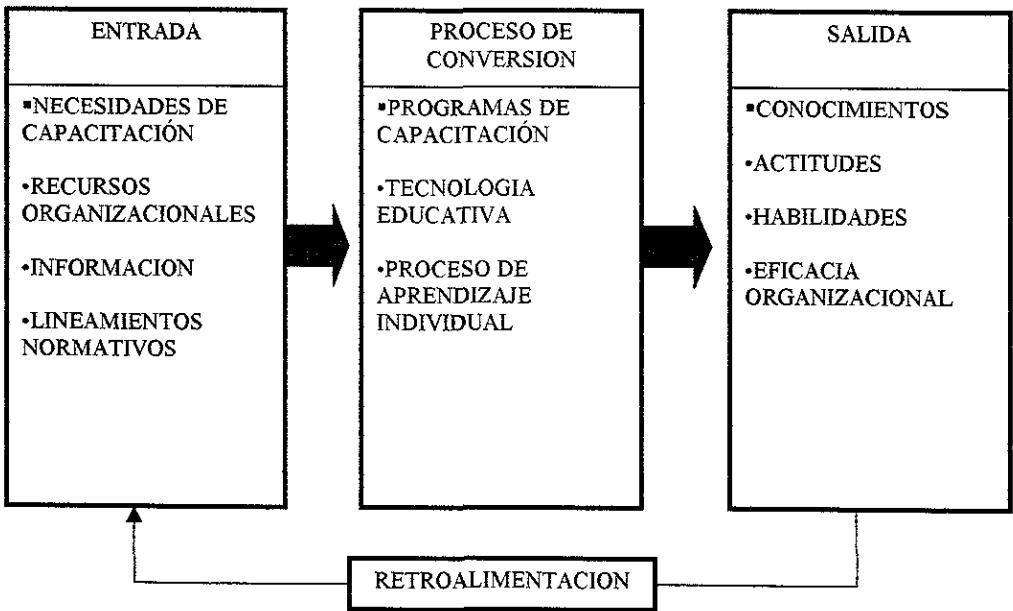 ENTRADA
▪NECESIDADES DE
CAPACITACIÓN
•RECURSOS
ORGANIZACIONALES
•INFORMACION
•LINEAMIENTOS
NORMATIVOS
PROCESO DE
CONVERSION
▪PROGRAMAS DE
CAPACITACIÓN
•TECNOLOGIA
EDUCATIVA
•PROCESO DE
APRENDIZAJE
INDIVIDUAL
SALIDA
▪CONOCIMIENTOS
•ACTITUDES
•HABILIDADES
•EFICACIA
ORGANIZACIONAL
RETROALIMENTACION